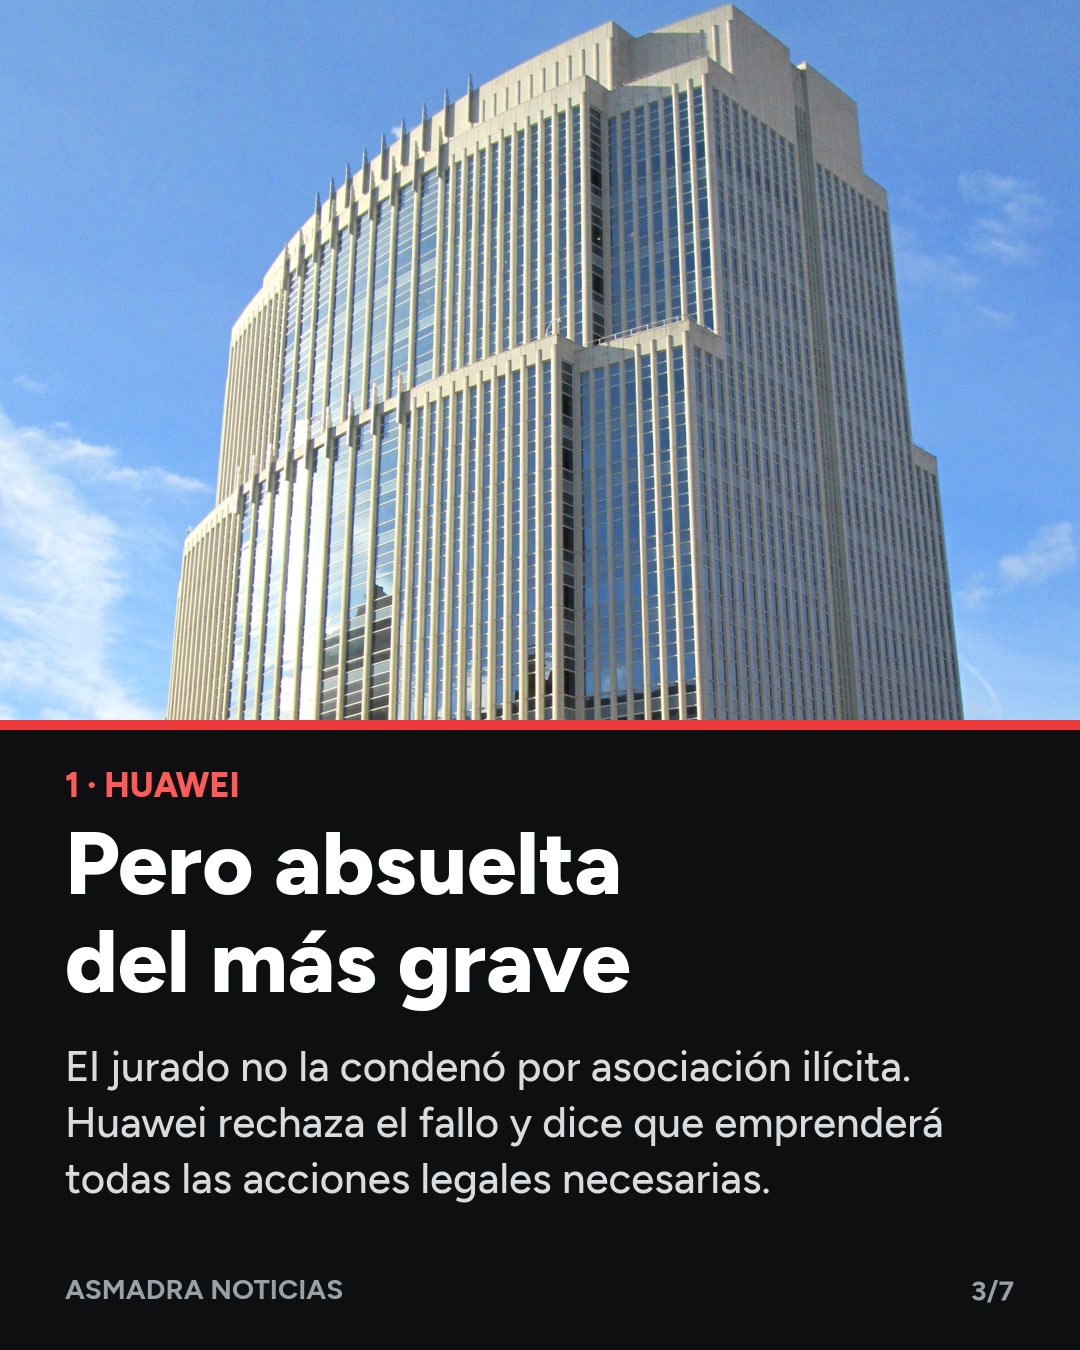 1 · HUAWEI
Pero absuelta
del más grave
El jurado no la condenó por asociación ilícita.
Huawei rechaza el fallo y dice que emprenderá
todas las acciones legales necesarias.
ASMADRA NOTICIAS
3/7